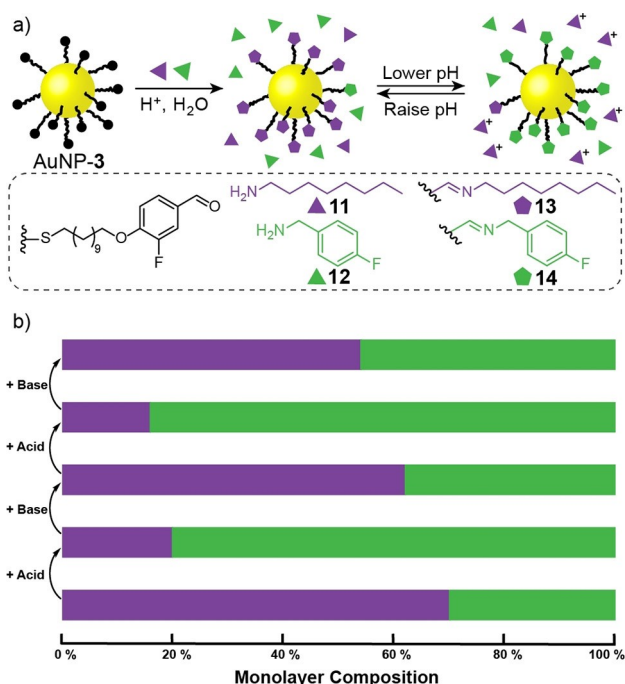 a)
Lower pH
Raise pH
H⁺, H₂O
AuNP-3
+
+
+
+
+
+
S
9
O
O
F
H₂N
11
N
13
H₂N
F
12
N
F
14
b)
+ Base
+ Acid
+ Base
+ Acid
0 %
20 %
40 %
60 %
80 %
100 %
Monolayer Composition